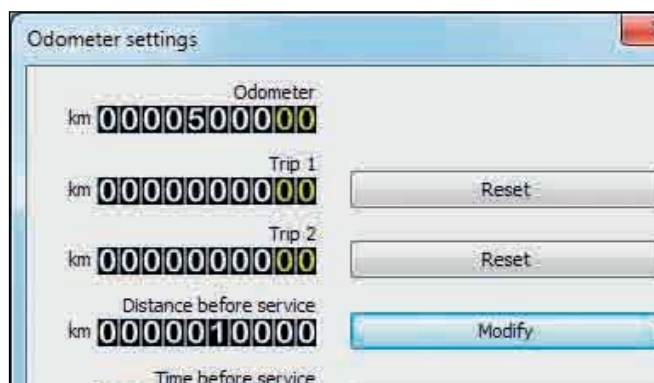 Odometer settings
Odometer
km 0000500000
Trip 1
km 0000000000 Reset
Trip 2
km 0000000000 Reset
Distance before service
km 0000010000 Modify
Time before service